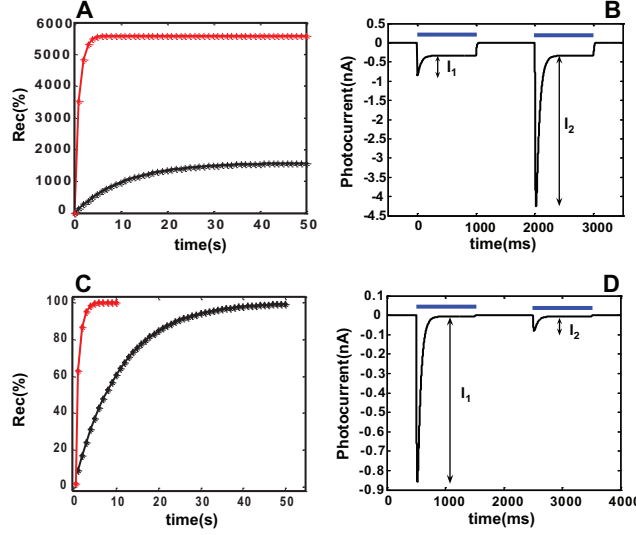 A
6000
5000
4000
3000
2000
1000
0
Rec(%)
0 10 20 30 40 50
time(s)
B
0.5
0
-0.5
-1
-1.5
-2
-2.5
-3
-3.5
-4
-4.5
Photocurrent(nA)
I1
I2
0 1000 2000 3000
time(ms)
C
100
80
60
40
20
0
Rec(%)
0 10 20 30 40 50
time(s)
D
0.1
0
-0.1
-0.2
-0.3
-0.4
-0.5
-0.6
-0.7
-0.8
-0.9
Photocurrent(nA)
I1
I2
0 1000 2000 3000 4000
time(ms)